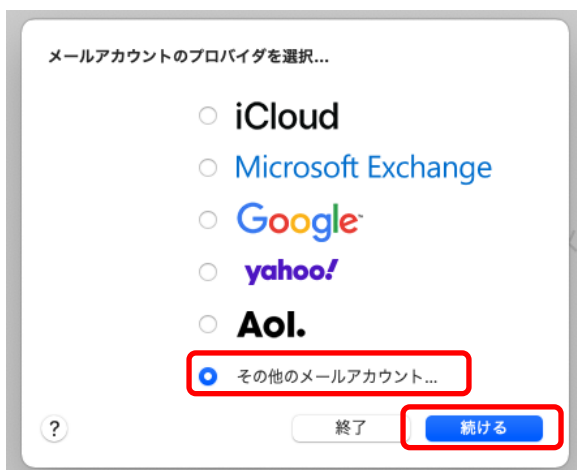 メールアカウントのプロバイダを選択...
iCloud
Microsoft Exchange
Google
yahoo!
Aol.
その他のメールアカウント...
? 終了 続ける